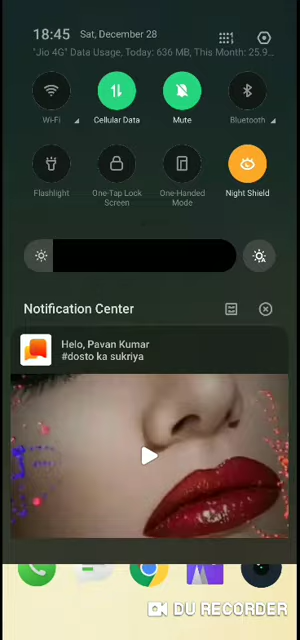 18:45 Sat, December 28
"Jio 4G" Data Usage, Today: 636 MB, This Month: 25.9...
Wi-Fi Cellular Data Mute Bluetooth
Flashlight One-Tap Lock Screen One-Handed Mode Night Shield
Notification Center
Helo, Pavan Kumar
#dosto ka sukriya
DU RECORDER